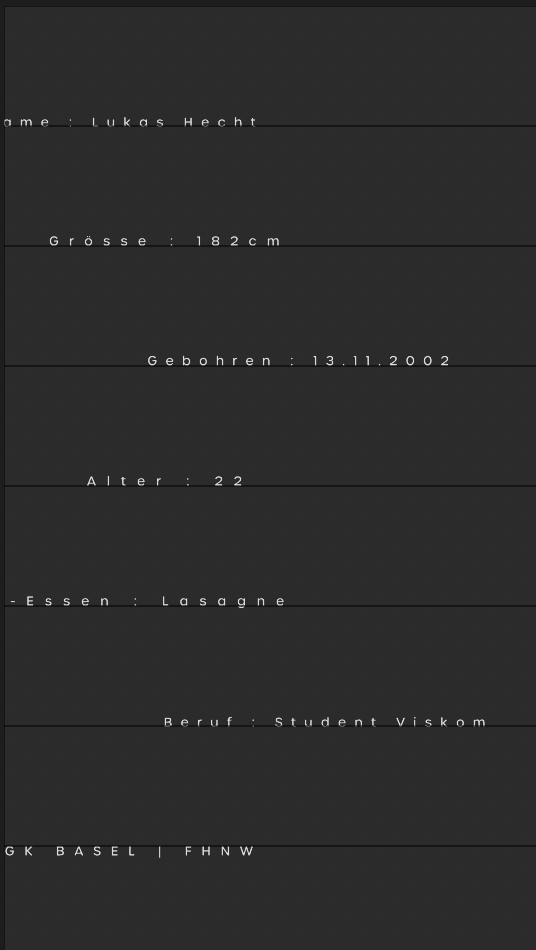 ame : Lukas Hecht
Grösse : 182cm
Gebohren : 13.11.2002
Alter : 22
-Essen : Lasagne
Beruf : Student Viskom
GK BASEL | FHNW